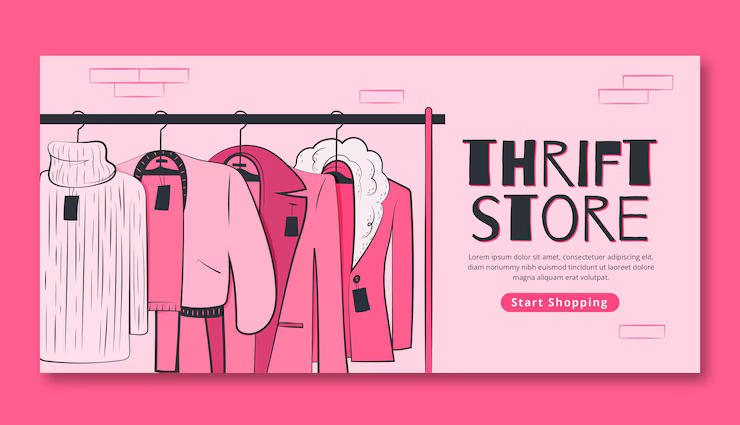 THRIFT
STORE
Lorem ipsum dolor sit amet, consectetuer adipiscing elit,
diam nonummy nibh euismod tincidunt ut laoreet dolore
magna aliquam erat volutpat.
Start Shopping